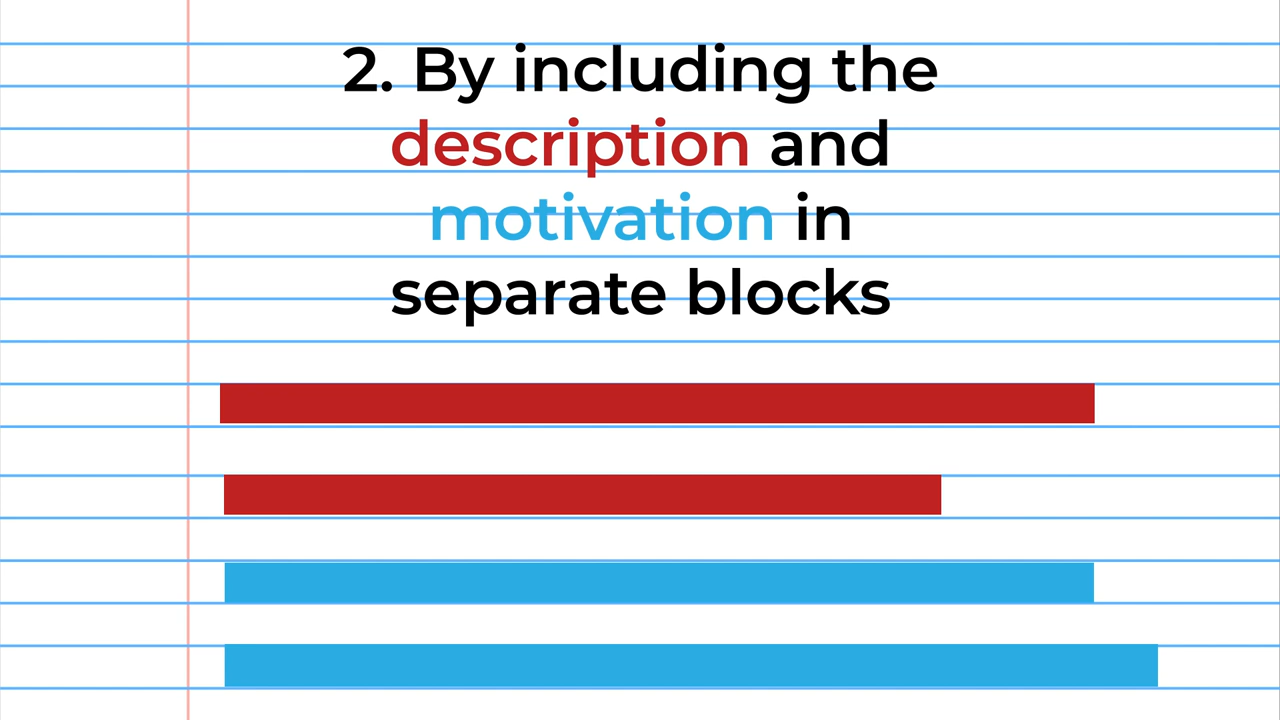 2. By including the
description and
motivation in
separate blocks